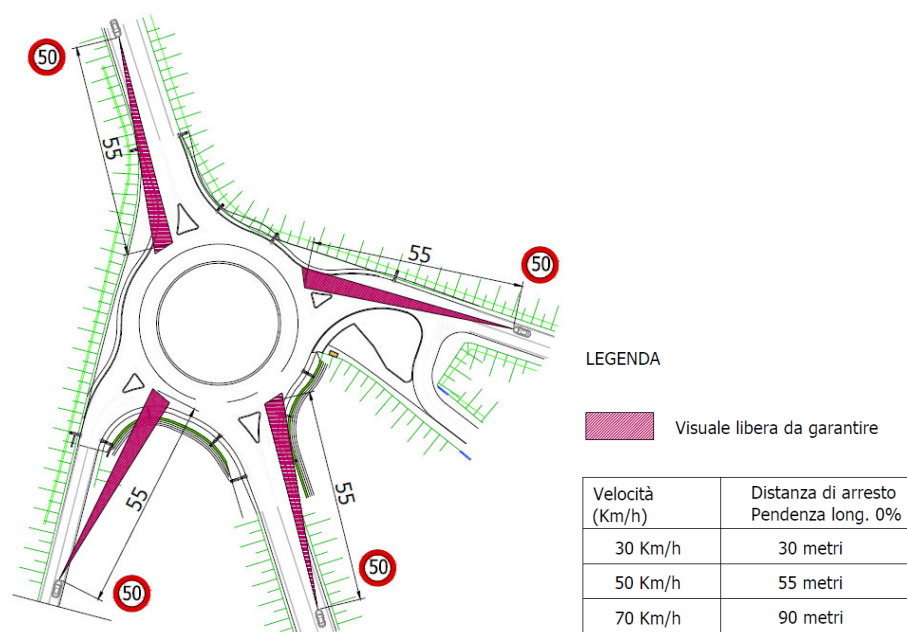 50
55
55
50
LEGENDA
Visuale libera da garantire
55
55
50
50
Velocità
(Km/h)
Distanza di arresto
Pendenza long. 0%
30 Km/h
30 metri
50 Km/h
55 metri
70 Km/h
90 metri